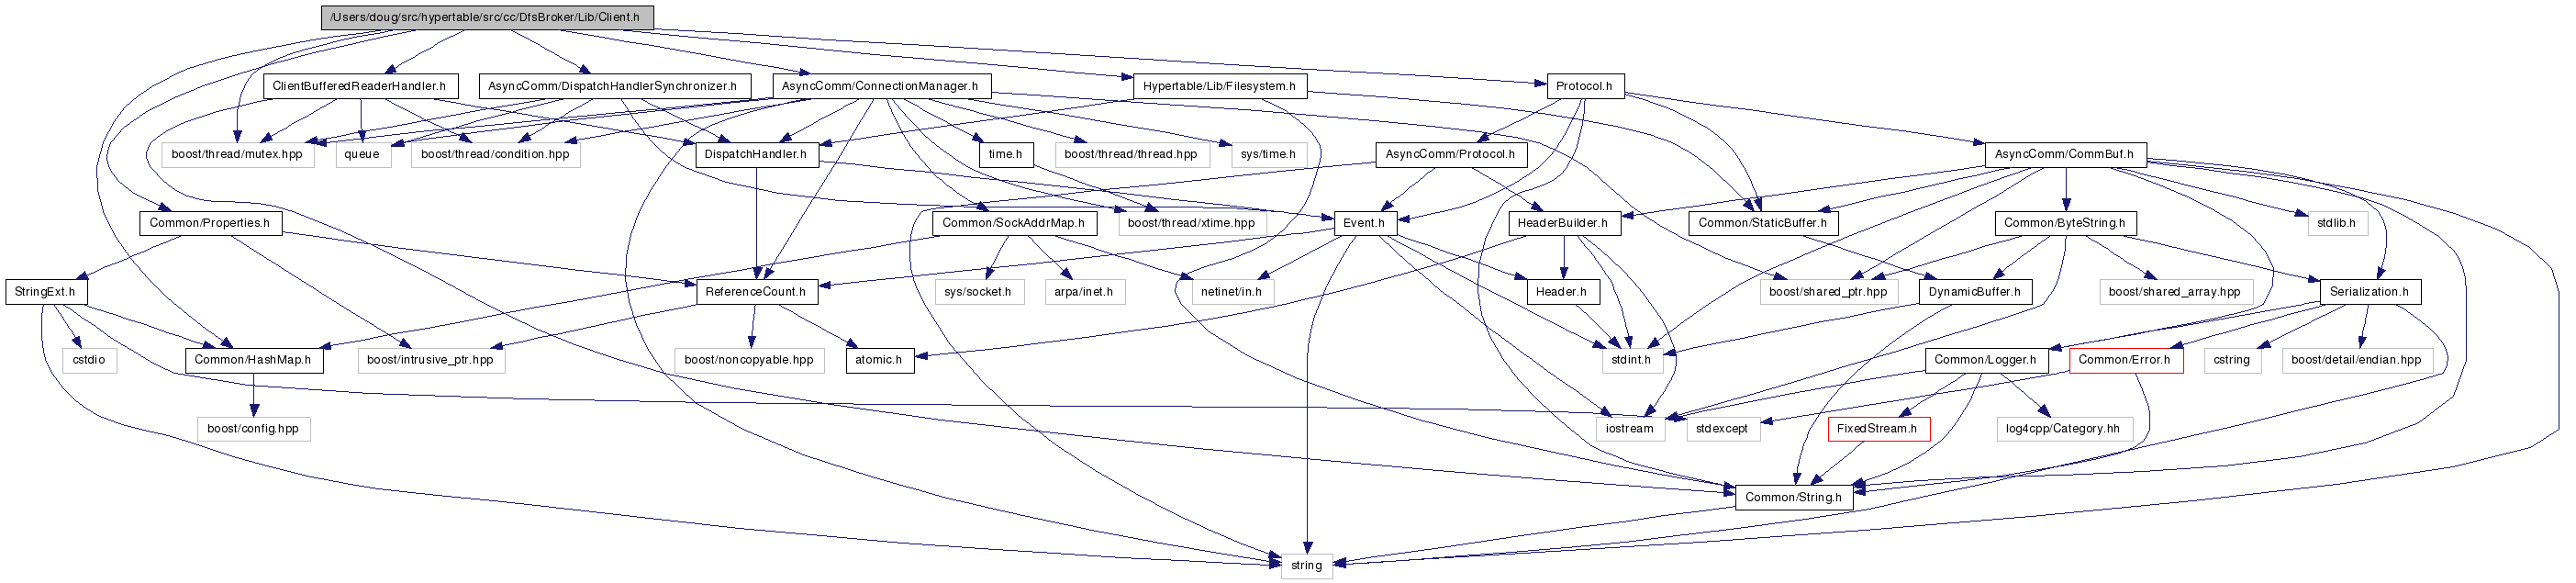 /Users/doug/src/hypertable/src/cc/DfsBroker/Lib/Client.h
ClientBufferedReaderHandler.h
AsyncComm/DispatchHandlerSynchronizer.h
AsyncComm/ConnectionManager.h
Hypertable/Lib/Filesystem.h
Protocol.h
boost/thread/mutex.hpp
queue
boost/thread/condition.hpp
DispatchHandler.h
time.h
boost/thread/thread.hpp
sys/time.h
AsyncComm/Protocol.h
AsyncComm/CommBuf.h
Common/Properties.h
Common/SockAddrMap.h
boost/thread/xtime.hpp
Event.h
HeaderBuilder.h
Common/StaticBuffer.h
Common/ByteString.h
stdlib.h
StringExt.h
ReferenceCount.h
sys/socket.h
arpa/inet.h
netinet/in.h
Header.h
boost/shared_ptr.hpp
DynamicBuffer.h
boost/shared_array.hpp
Serialization.h
cstdio
Common/HashMap.h
boost/intrusive_ptr.hpp
boost/noncopyable.hpp
atomic.h
stdint.h
Common/Logger.h
Common/Error.h
cstring
boost/detail/endian.hpp
boost/config.hpp
iostream
stdexcept
FixedStream.h
log4cpp/Category.hh
Common/String.h
string